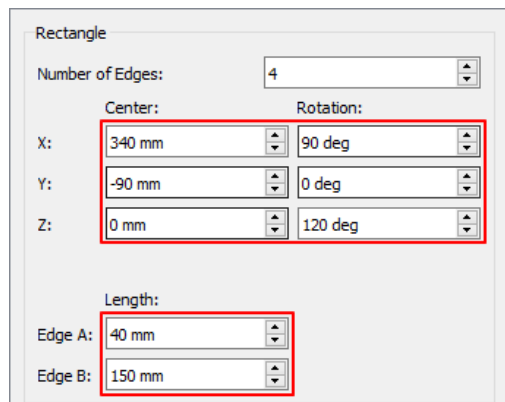 Rectangle
Number of Edges: 4
Center: Rotation:
X: 340 mm 90 deg
Y: -90 mm 0 deg
Z: 0 mm 120 deg
Length:
Edge A: 40 mm
Edge B: 150 mm